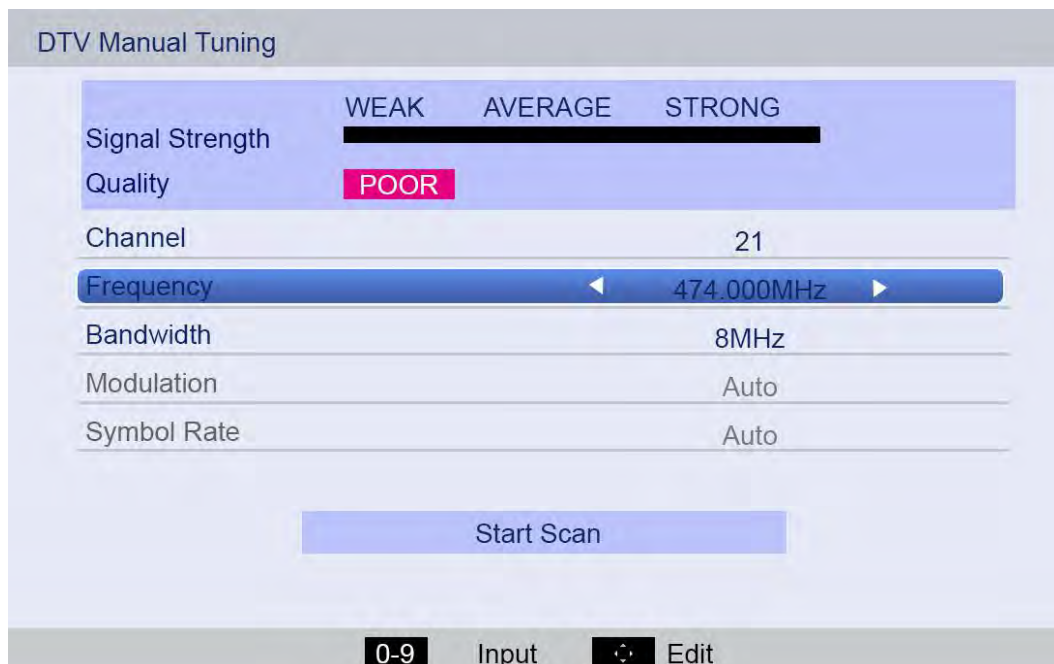 DTV Manual Tuning
WEAK AVERAGE STRONG
Signal Strength
Quality POOR
Channel 21
Frequency 474.000MHz
Bandwidth 8MHz
Modulation Auto
Symbol Rate Auto
Start Scan
0-9 Input Edit